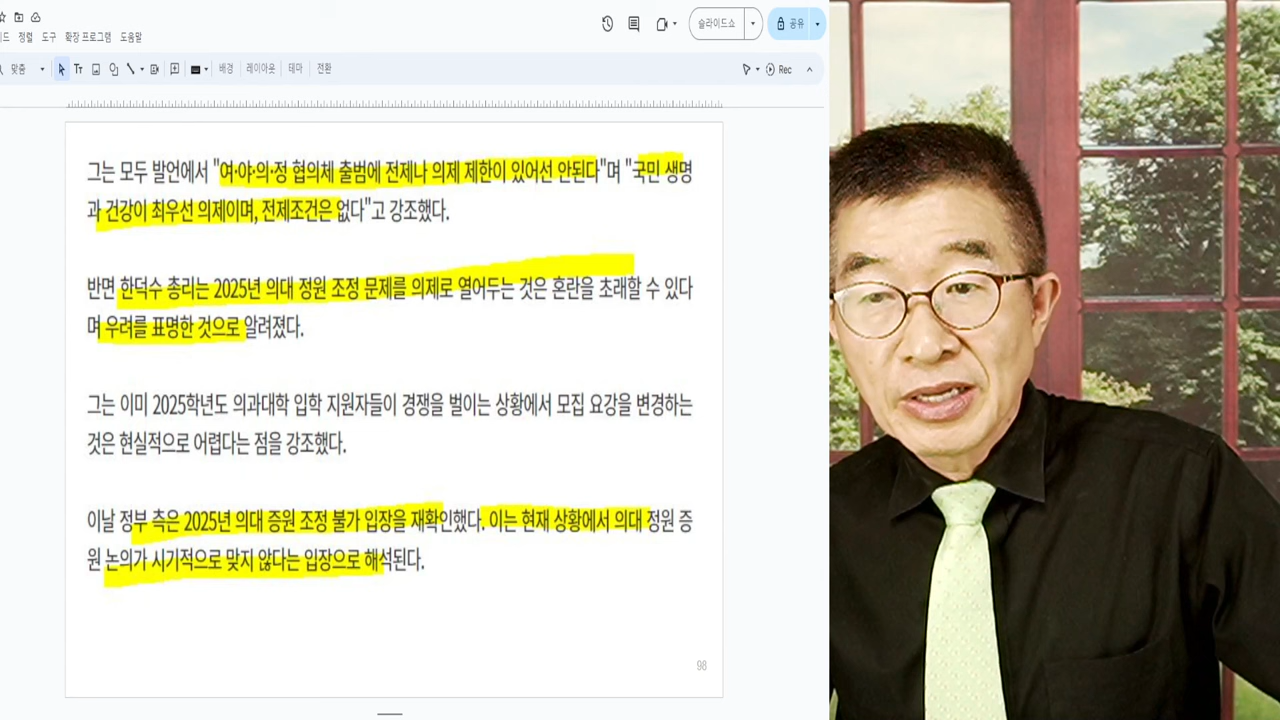 드 정렬 도구 확장 프로그램 도움말
슬라이드쇼
공유
맞춤
Tт
배경 레이아웃 테마 전환
Rec
그는 모두 발언에서 "여·야·의·정 협의체 출범에 전제나 의제 제한이 있어선 안된다"며 "국민 생명
과 건강이 최우선 의제이며, 전제조건은 없다"고 강조했다.
반면 한덕수 총리는 2025년 의대 정원 조정 문제를 의제로 열어두는 것은 혼란을 초래할 수 있다
며 우려를 표명한 것으로 알려졌다.
그는 이미 2025학년도 의과대학 입학 지원자들이 경쟁을 벌이는 상황에서 모집 요강을 변경하는
것은 현실적으로 어렵다는 점을 강조했다.
이날 정부 측은 2025년 의대 증원 조정 불가 입장을 재확인했다. 이는 현재 상황에서 의대 정원 증
원 논의가 시기적으로 맞지 않다는 입장으로 해석된다.
98